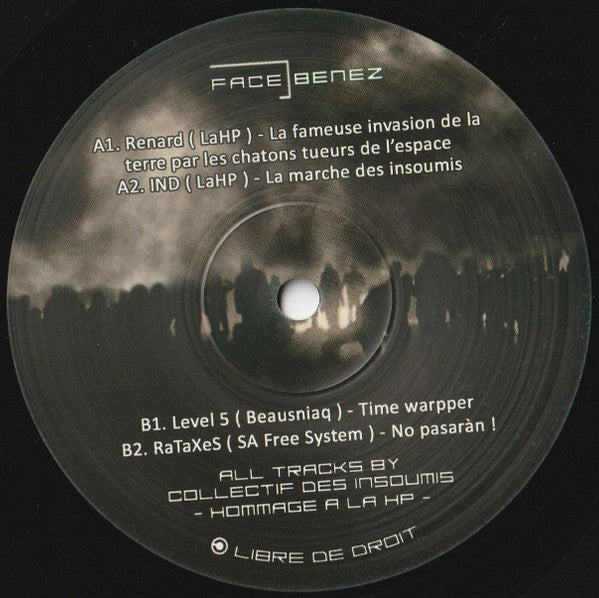 FACE BENEZ
A1. Renard ( LaHP ) - La fameuse invasion de la
terre par les chatons tueurs de l'espace
A2. IND ( LaHP ) - La marche des insoumis
B1. Level 5 ( Beausniaq ) - Time warpper
B2. RaTaXeS ( SA Free System ) - No pasaràn !
ALL TRACKS BY
COLLECTIF DES INSOUMIS
- HOMMAGE A LA HP -
LIBRE DE DROIT